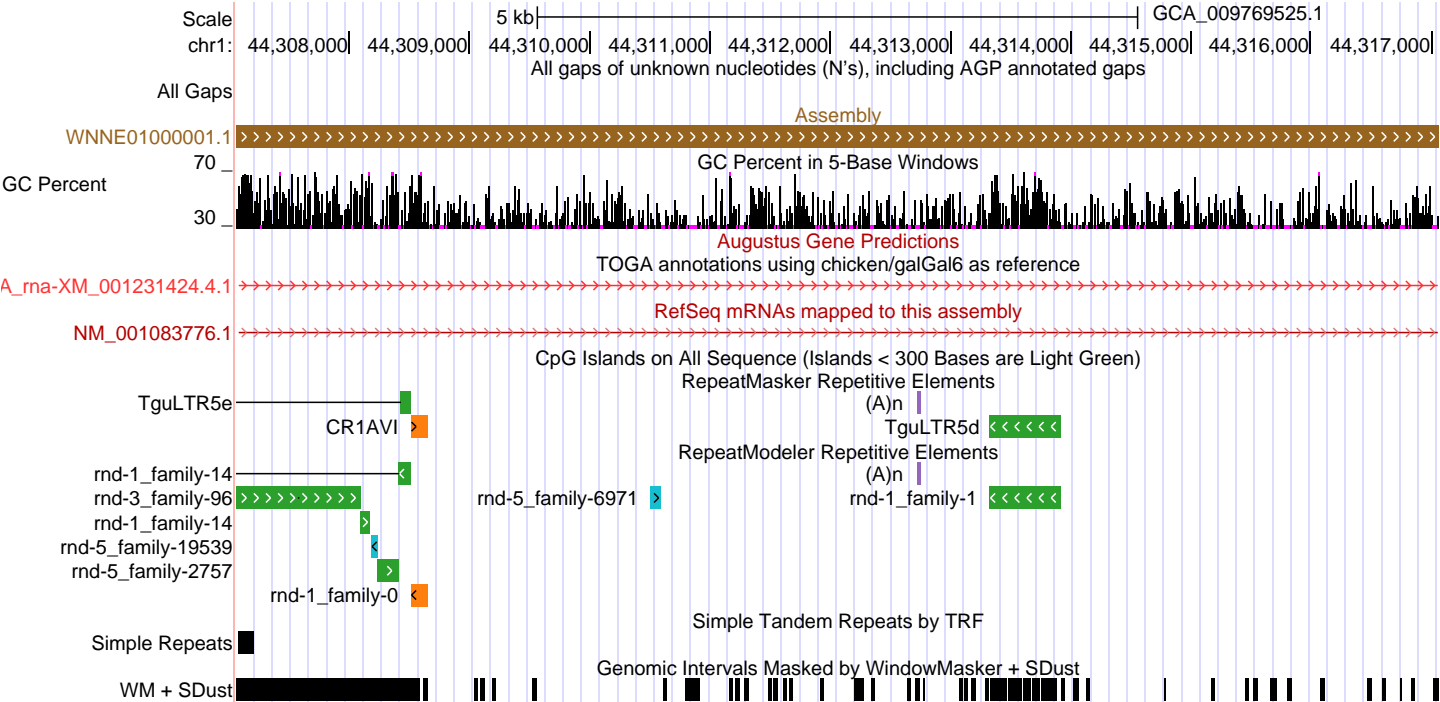 Scale 5 kb GCA_009769525.1
chr1: 44,308,000 44,309,000 44,310,000 44,311,000 44,312,000 44,313,000 44,314,000 44,315,000 44,316,000 44,317,000
All gaps of unknown nucleotides (N's), including AGP annotated gaps
All Gaps
Assembly
WNNE01000001.1
70
GC Percent in 5-Base Windows
GC Percent
30
Augustus Gene Predictions
TOGA annotations using chicken/galGal6 as reference
A_rna-XM_001231424.4.1
RefSeq mRNAs mapped to this assembly
NM_001083776.1
CpG Islands on All Sequence (Islands < 300 Bases are Light Green)
RepeatMasker Repetitive Elements
TguLTR5e (A)n
CR1AVI TguLTR5d
RepeatModeler Repetitive Elements
rnd-1_family-14 (A)n
rnd-3_family-96 rnd-5_family-6971 rnd-1_family-1
rnd-1_family-14
rnd-5_family-19539
rnd-5_family-2757
rnd-1_family-0
Simple Tandem Repeats by TRF
Simple Repeats
Genomic Intervals Masked by WindowMasker + SDust
WM + SDust